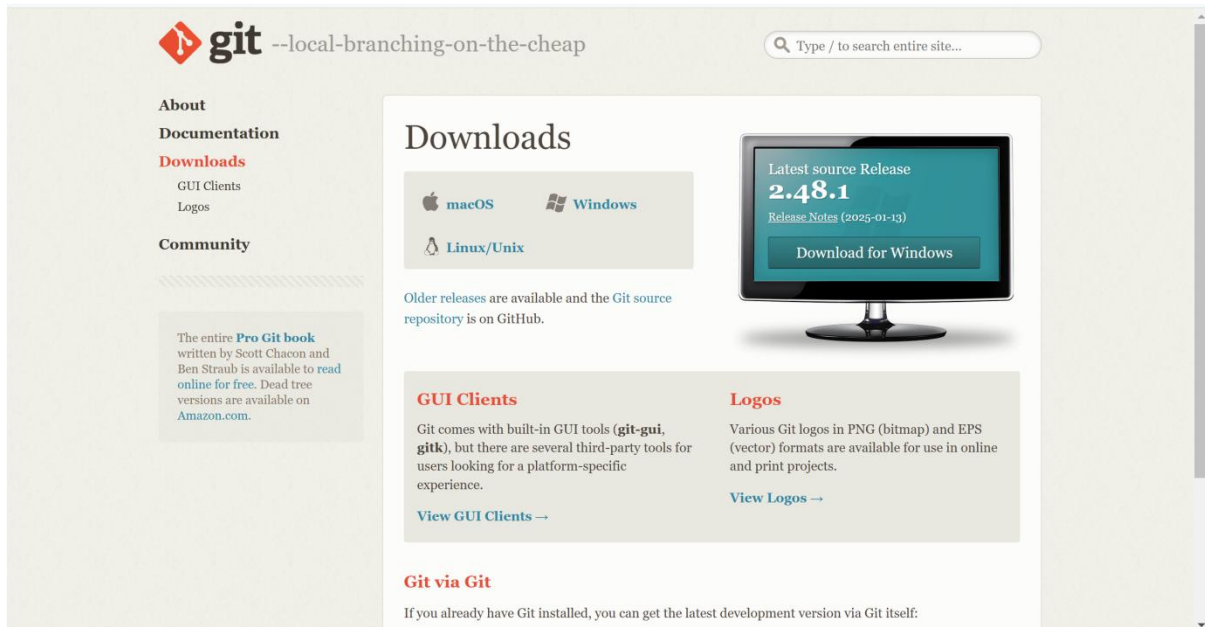 git --local-branching-on-the-cheap
Type / to search entire site...
About
Documentation
Downloads
GUI Clients
Logos
Community
The entire Pro Git book
written by Scott Chacon and
Ben Straub is available to read
online for free. Dead tree
versions are available on
Amazon.com.
Downloads
macOS
Windows
Linux/Unix
Older releases are available and the Git source
repository is on GitHub.
Latest source Release
2.48.1
Release Notes (2025-01-13)
Download for Windows
GUI Clients
Git comes with built-in GUI tools (git-gui,
gitk), but there are several third-party tools for
users looking for a platform-specific
experience.
View GUI Clients →
Logos
Various Git logos in PNG (bitmap) and EPS
(vector) formats are available for use in online
and print projects.
View Logos →
Git via Git
If you already have Git installed, you can get the latest development version via Git itself: